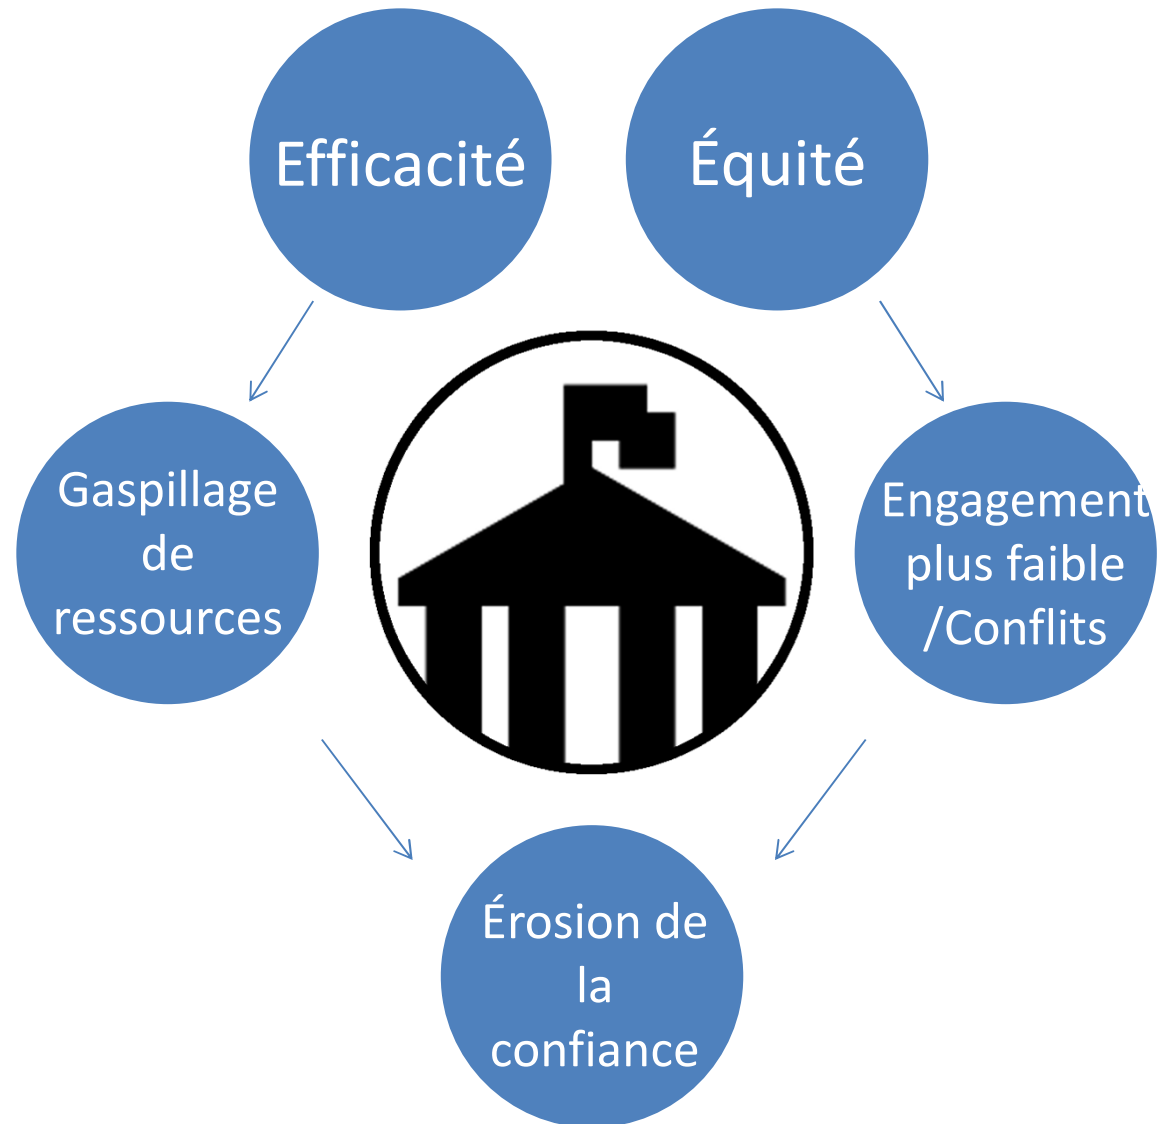 Efficacité
Équité
Gaspillage
de
ressources
Engagement
plus faible
/Conflits
Érosion de
la
confiance